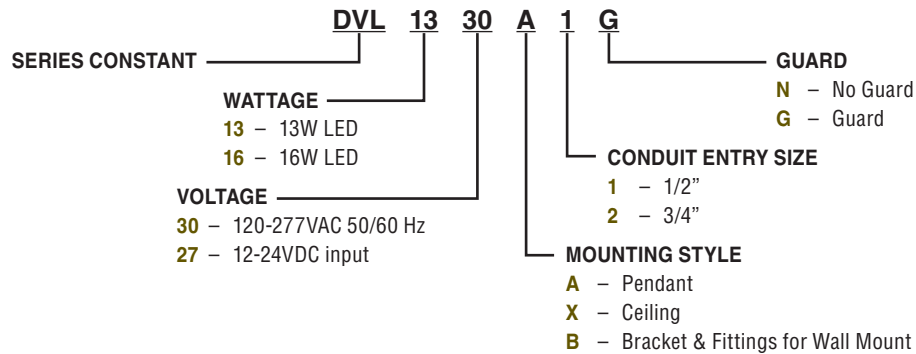 DVL 13 30 A 1 G
SERIES CONSTANT
GUARD
N – No Guard
G – Guard
WATTAGE
13 – 13W LED
16 – 16W LED
CONDUIT ENTRY SIZE
1 – 1/2”
2 – 3/4”
VOLTAGE
30 – 120-277VAC 50/60 Hz
27 – 12-24VDC input
MOUNTING STYLE
A – Pendant
X – Ceiling
B – Bracket & Fittings for Wall Mount